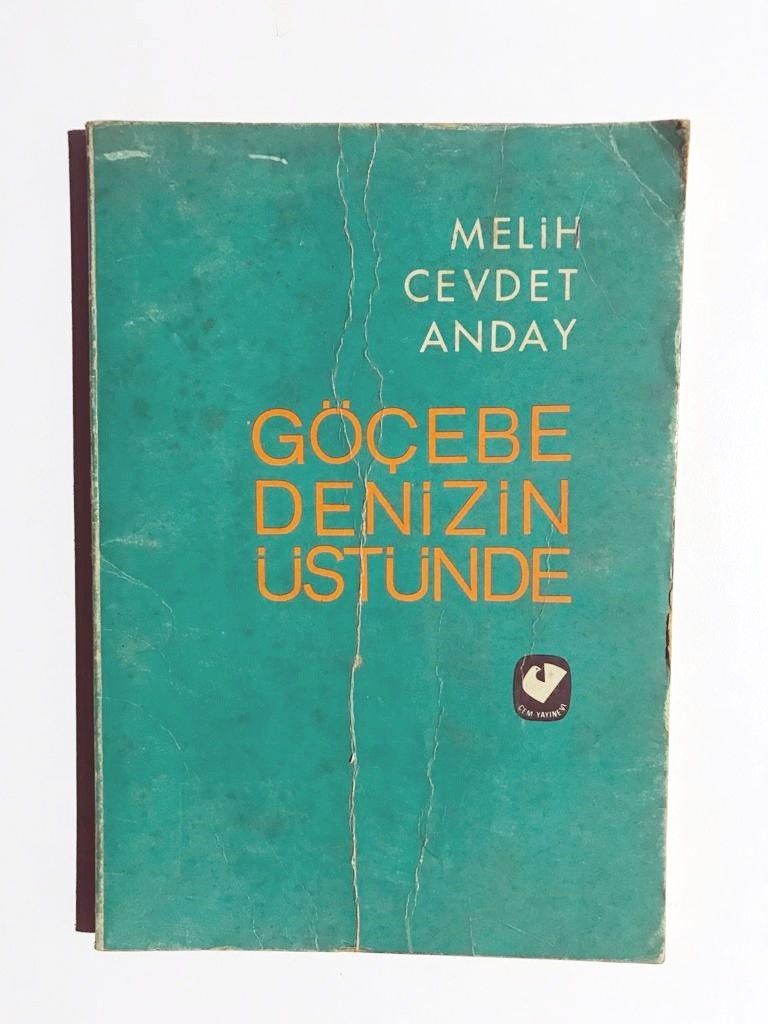 MELİH
CEVDET
ANDAY
GÖÇEBE
DENİZİN
ÜSTÜNDE
CEM YAYINEVİ